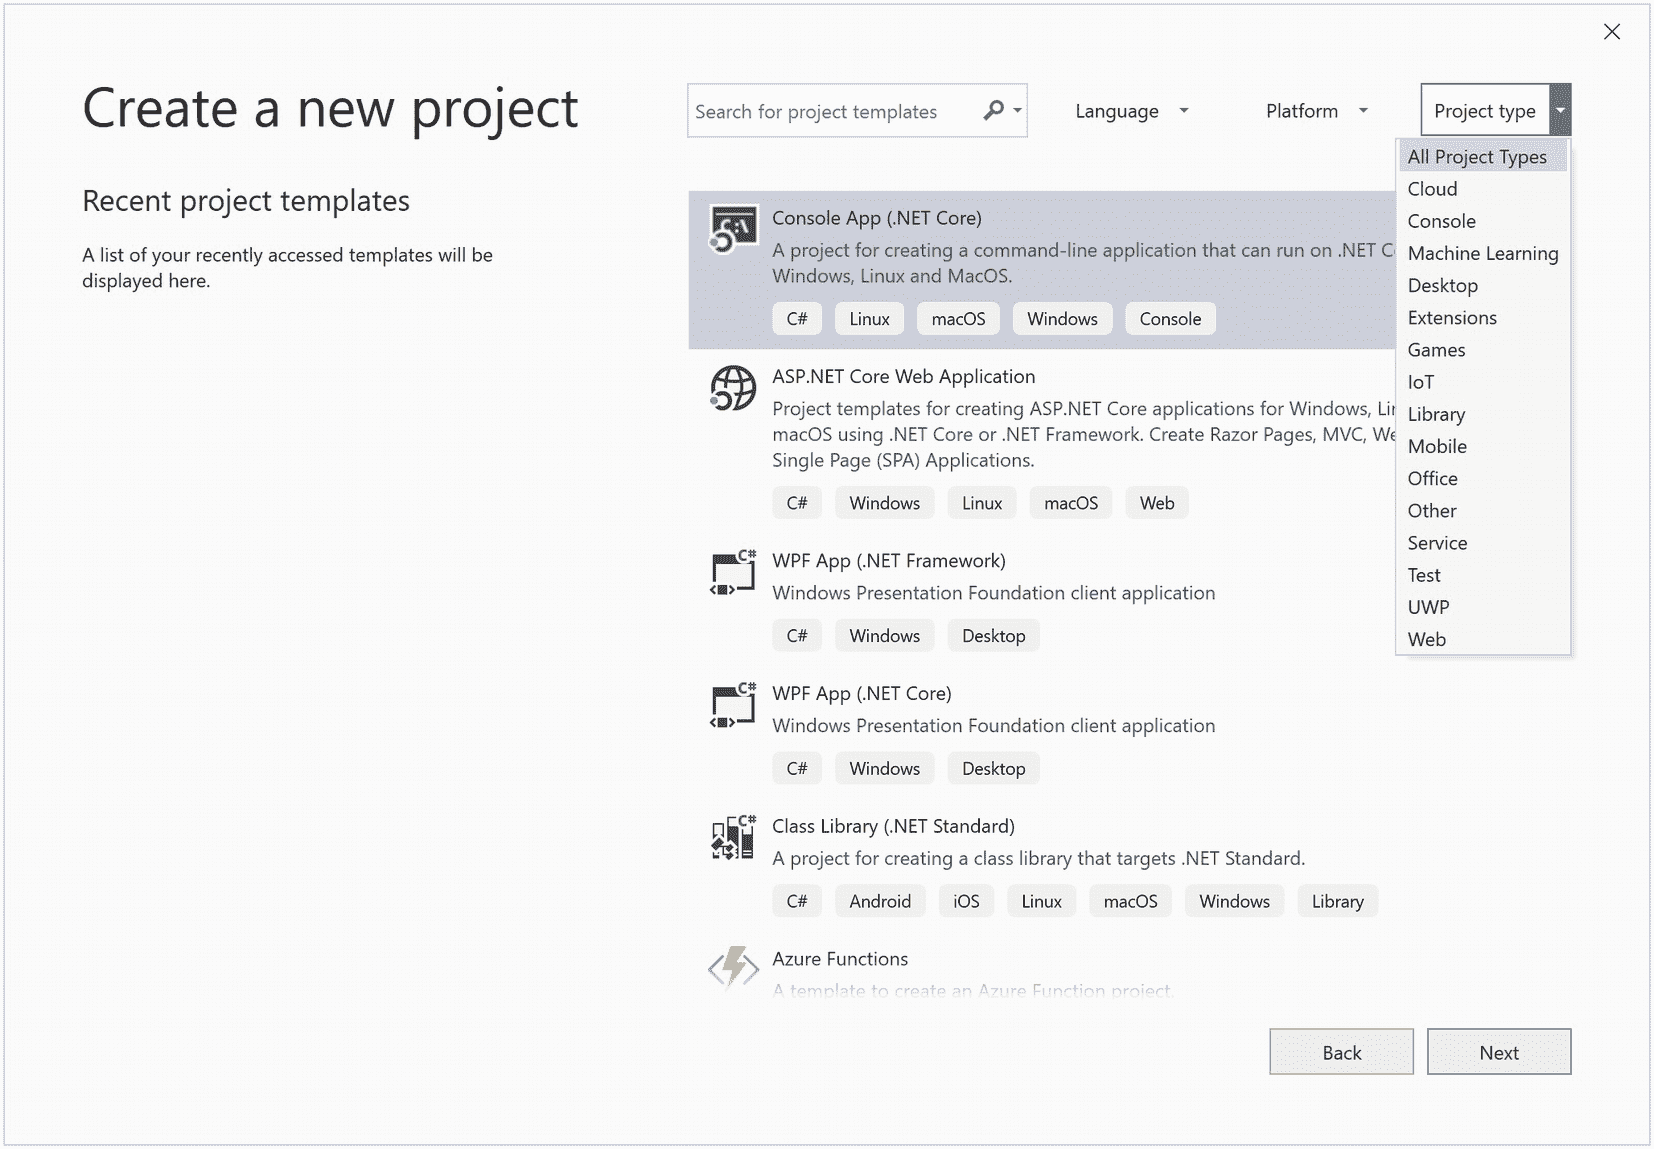 Create a new project
Search for project templates
Language
Platform
Project type
All Project Types
Cloud
Console
Machine Learning
Desktop
Extensions
Games
IoT
Library
Mobile
Office
Other
Service
Test
UWP
Web
Recent project templates
A list of your recently accessed templates will be
displayed here.
Console App (.NET Core)
A project for creating a command-line application that can run on .NET
Windows, Linux and MacOS.
C# Linux macOS Windows Console
ASP.NET Core Web Application
Project templates for creating ASP.NET Core applications for Windows,
macOS using .NET Core or .NET Framework. Create Razor Pages, MVC,
Single Page (SPA) Applications.
C# Windows Linux macOS Web
WPF App (.NET Framework)
Windows Presentation Foundation client application
C# Windows Desktop
WPF App (.NET Core)
Windows Presentation Foundation client application
C# Windows Desktop
Class Library (.NET Standard)
A project for creating a class library that targets .NET Standard.
C# Android iOS Linux macOS Windows Library
Azure Functions
A template to create an Azure Function project.
Back
Next